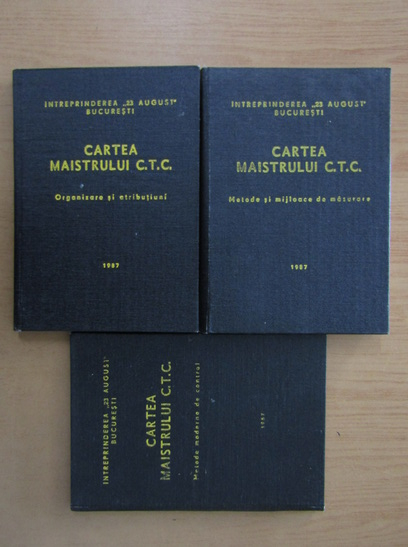 INTREPRINDEREA „23 AUGUST"
BUCUREȘTI
CARTEA
MAISTRULUI C.T.C.
Organizare și atribuțiuni
1987
INTREPRINDEREA „23 AUGUST"
BUCUREȘTI
CARTEA
MAISTRULUI C.T.C.
Metode și mijloace de măsurare
1987
INTREPRINDEREA „23 AUGUST"
BUCUREȘTI
CARTEA
MAISTRULUI C.T.C.
Metode moderne de control
1987